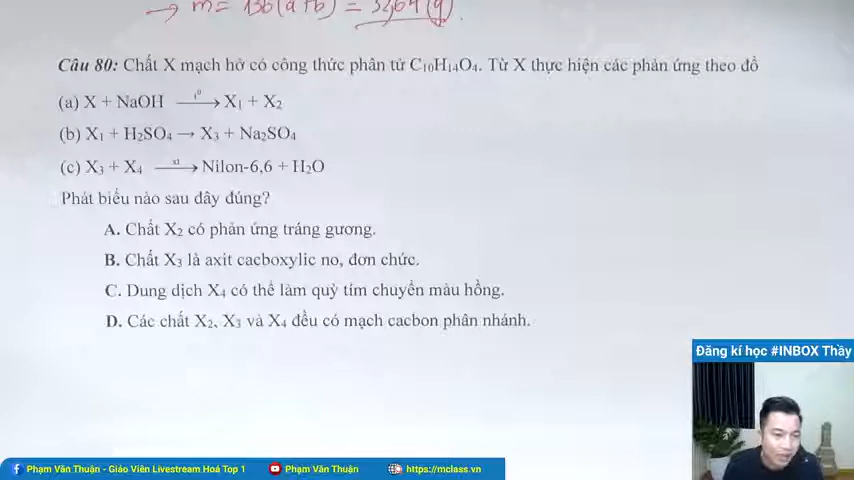 → m = 136(a+b) = 32,64 (g).
Câu 80: Chất X mạch hở có công thức phân tử C₁₀H₁₄O₄. Từ X thực hiện các phản ứng theo đồ
(a) X + NaOH —t⁰→ X₁ + X₂
(b) X₁ + H₂SO₄ → X₃ + Na₂SO₄
(c) X₃ + X₄ —xt→ Nilon-6,6 + H₂O
Phát biểu nào sau đây đúng?
A. Chất X₂ có phản ứng tráng gương.
B. Chất X₃ là axit cacboxylic no, đơn chức.
C. Dung dịch X₄ có thể làm quỳ tím chuyển màu hồng.
D. Các chất X₂, X₃ và X₄ đều có mạch cacbon phân nhánh.
Đăng kí học #INBOX Thầy
Phạm Văn Thuận - Giáo Viên Livestream Hoá Top 1 Phạm Văn Thuận https://mclass.vn